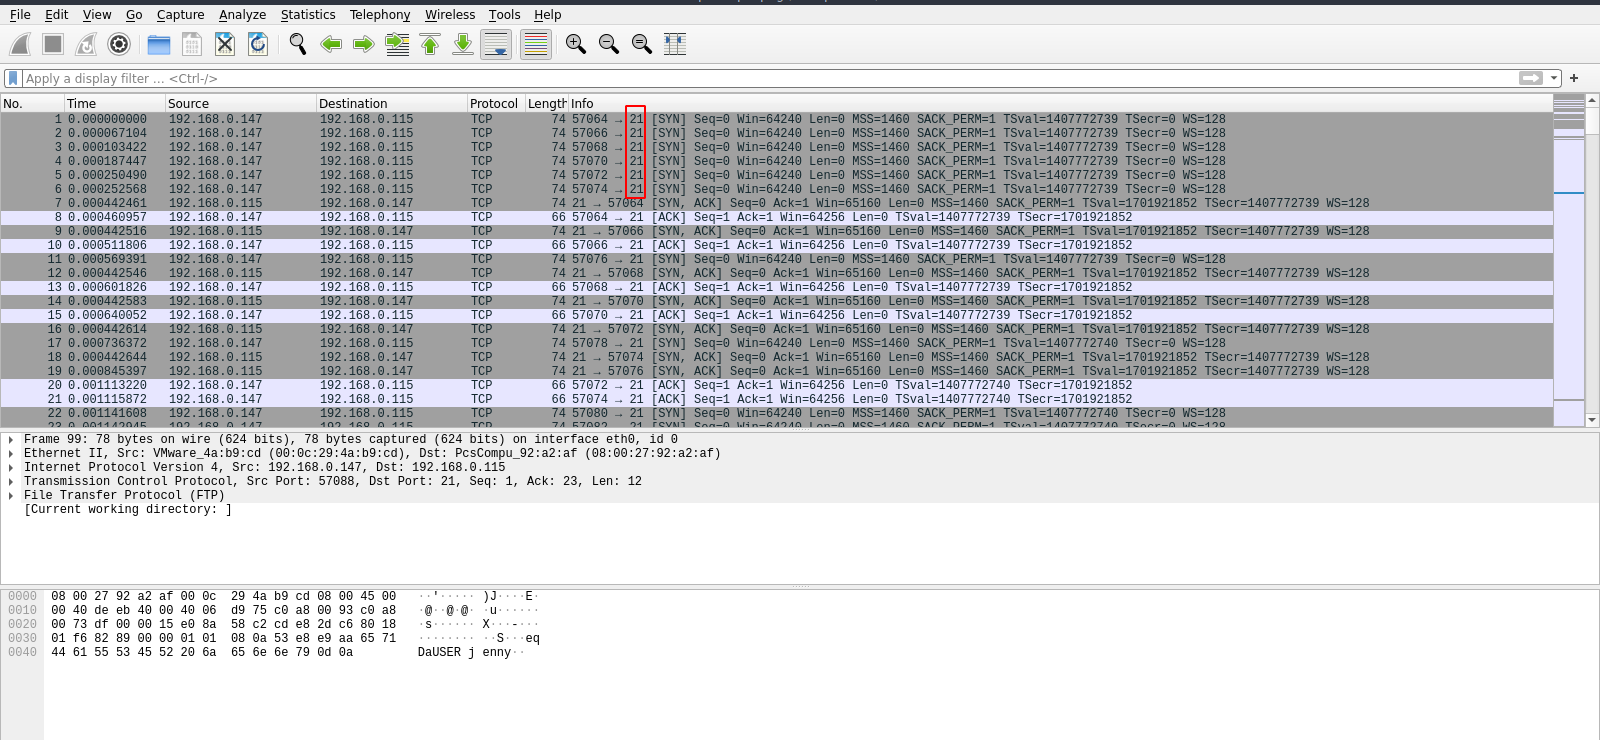 File Edit View Go Capture Analyze Statistics Telephony Wireless Tools Help
Apply a display filter … <Ctrl-/>
No. Time Source Destination Protocol Length Info
1 0.000000000 192.168.0.147 192.168.0.115 TCP 74 57064 → 21 [SYN] Seq=0 Win=64240 Len=0 MSS=1460 SACK_PERM=1 TSval=1407772739 TSecr=0 WS=128
2 0.000067104 192.168.0.147 192.168.0.115 TCP 74 57066 → 21 [SYN] Seq=0 Win=64240 Len=0 MSS=1460 SACK_PERM=1 TSval=1407772739 TSecr=0 WS=128
3 0.000103422 192.168.0.147 192.168.0.115 TCP 74 57068 → 21 [SYN] Seq=0 Win=64240 Len=0 MSS=1460 SACK_PERM=1 TSval=1407772739 TSecr=0 WS=128
4 0.000187447 192.168.0.147 192.168.0.115 TCP 74 57070 → 21 [SYN] Seq=0 Win=64240 Len=0 MSS=1460 SACK_PERM=1 TSval=1407772739 TSecr=0 WS=128
5 0.000250490 192.168.0.147 192.168.0.115 TCP 74 57072 → 21 [SYN] Seq=0 Win=64240 Len=0 MSS=1460 SACK_PERM=1 TSval=1407772739 TSecr=0 WS=128
6 0.000252568 192.168.0.147 192.168.0.115 TCP 74 57074 → 21 [SYN] Seq=0 Win=64240 Len=0 MSS=1460 SACK_PERM=1 TSval=1407772739 TSecr=0 WS=128
7 0.000442461 192.168.0.115 192.168.0.147 TCP 74 21 → 57064 [SYN, ACK] Seq=0 Ack=1 Win=65160 Len=0 MSS=1460 SACK_PERM=1 TSval=1701921852 TSecr=1407772739 WS=128
8 0.000460957 192.168.0.147 192.168.0.115 TCP 66 57064 → 21 [ACK] Seq=1 Ack=1 Win=64256 Len=0 TSval=1407772739 TSecr=1701921852
9 0.000442516 192.168.0.115 192.168.0.147 TCP 74 21 → 57066 [SYN, ACK] Seq=0 Ack=1 Win=65160 Len=0 MSS=1460 SACK_PERM=1 TSval=1701921852 TSecr=1407772739 WS=128
10 0.000511806 192.168.0.147 192.168.0.115 TCP 66 57066 → 21 [ACK] Seq=1 Ack=1 Win=64256 Len=0 TSval=1407772739 TSecr=1701921852
11 0.000569391 192.168.0.147 192.168.0.115 TCP 74 57076 → 21 [SYN] Seq=0 Win=64240 Len=0 MSS=1460 SACK_PERM=1 TSval=1407772739 TSecr=0 WS=128
12 0.000442546 192.168.0.115 192.168.0.147 TCP 74 21 → 57068 [SYN, ACK] Seq=0 Ack=1 Win=65160 Len=0 MSS=1460 SACK_PERM=1 TSval=1701921852 TSecr=1407772739 WS=128
13 0.000601826 192.168.0.147 192.168.0.115 TCP 66 57068 → 21 [ACK] Seq=1 Ack=1 Win=64256 Len=0 TSval=1407772739 TSecr=1701921852
14 0.000442583 192.168.0.115 192.168.0.147 TCP 74 21 → 57070 [SYN, ACK] Seq=0 Ack=1 Win=65160 Len=0 MSS=1460 SACK_PERM=1 TSval=1701921852 TSecr=1407772739 WS=128
15 0.000640052 192.168.0.147 192.168.0.115 TCP 66 57070 → 21 [ACK] Seq=1 Ack=1 Win=64256 Len=0 TSval=1407772739 TSecr=1701921852
16 0.000442614 192.168.0.115 192.168.0.147 TCP 74 21 → 57072 [SYN, ACK] Seq=0 Ack=1 Win=65160 Len=0 MSS=1460 SACK_PERM=1 TSval=1701921852 TSecr=1407772739 WS=128
17 0.000736372 192.168.0.147 192.168.0.115 TCP 74 57078 → 21 [SYN] Seq=0 Win=64240 Len=0 MSS=1460 SACK_PERM=1 TSval=1407772740 TSecr=0 WS=128
18 0.000442644 192.168.0.115 192.168.0.147 TCP 74 21 → 57074 [SYN, ACK] Seq=0 Ack=1 Win=65160 Len=0 MSS=1460 SACK_PERM=1 TSval=1701921852 TSecr=1407772739 WS=128
19 0.000845397 192.168.0.115 192.168.0.147 TCP 74 21 → 57076 [SYN, ACK] Seq=0 Ack=1 Win=65160 Len=0 MSS=1460 SACK_PERM=1 TSval=1701921852 TSecr=1407772739 WS=128
20 0.001113220 192.168.0.147 192.168.0.115 TCP 66 57072 → 21 [ACK] Seq=1 Ack=1 Win=64256 Len=0 TSval=1407772740 TSecr=1701921852
21 0.001115872 192.168.0.147 192.168.0.115 TCP 66 57074 → 21 [ACK] Seq=1 Ack=1 Win=64256 Len=0 TSval=1407772740 TSecr=1701921852
22 0.001141608 192.168.0.147 192.168.0.115 TCP 74 57080 → 21 [SYN] Seq=0 Win=64240 Len=0 MSS=1460 SACK_PERM=1 TSval=1407772740 TSecr=0 WS=128
23 0.001142945 192.168.0.147 192.168.0.115 TCP 74 57082 → 21 [SYN] Seq=0 Win=64240 Len=0 MSS=1460 SACK_PERM=1 TSval=1407772740 TSecr=0 WS=128
Frame 99: 78 bytes on wire (624 bits), 78 bytes captured (624 bits) on interface eth0, id 0
Ethernet II, Src: VMware_4a:b9:cd (00:0c:29:4a:b9:cd), Dst: PcsCompu_92:a2:af (08:00:27:92:a2:af)
Internet Protocol Version 4, Src: 192.168.0.147, Dst: 192.168.0.115
Transmission Control Protocol, Src Port: 57088, Dst Port: 21, Seq: 1, Ack: 23, Len: 12
File Transfer Protocol (FTP)
[Current working directory: ]
0000 08 00 27 92 a2 af 00 0c 29 4a b9 cd 08 00 45 00 ··'····· )J····E·
0010 00 40 de eb 40 00 40 06 d9 75 c0 a8 00 93 c0 a8 ·@··@·@· ·u······
0020 00 73 df 00 00 15 e0 8a 58 c2 cd e8 2d c6 80 18 ·s······ X···-···
0030 01 f6 82 89 00 00 01 01 08 0a 53 e8 e9 aa 65 71 ········ ··S···eq
0040 44 61 55 53 45 52 20 6a 65 6e 6e 79 0d 0a DaUSER j enny··